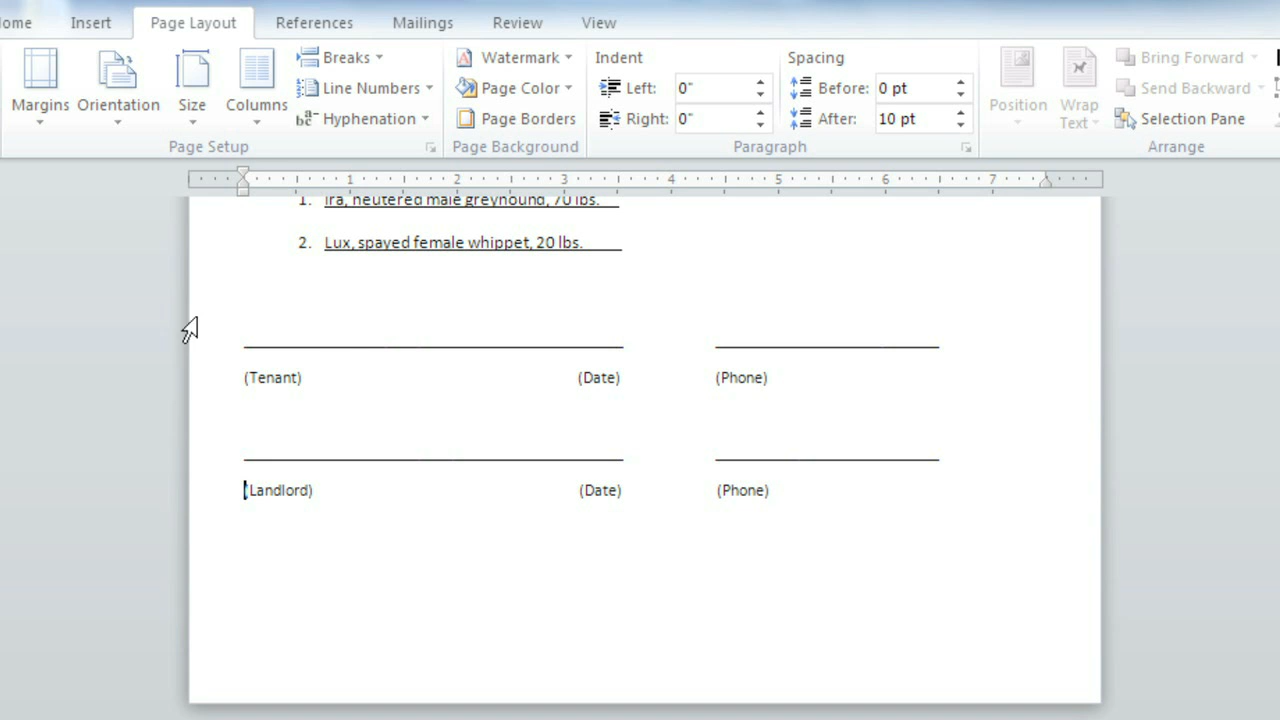 ome Insert Page Layout References Mailings Review View
Margins Orientation Size Columns Breaks Line Numbers Hyphenation
Watermark Page Color Page Borders
Indent Left: 0" Right: 0"
Spacing Before: 0 pt After: 10 pt
Position Wrap Text Bring Forward Send Backward Selection Pane
Page Setup Page Background Paragraph Arrange
1 2 3 4 5 6 7
1. Ira, neutered male greyhound, 70 lbs.
2. Lux, spayed female whippet, 20 lbs.
(Tenant) (Date) (Phone)
(Landlord) (Date) (Phone)